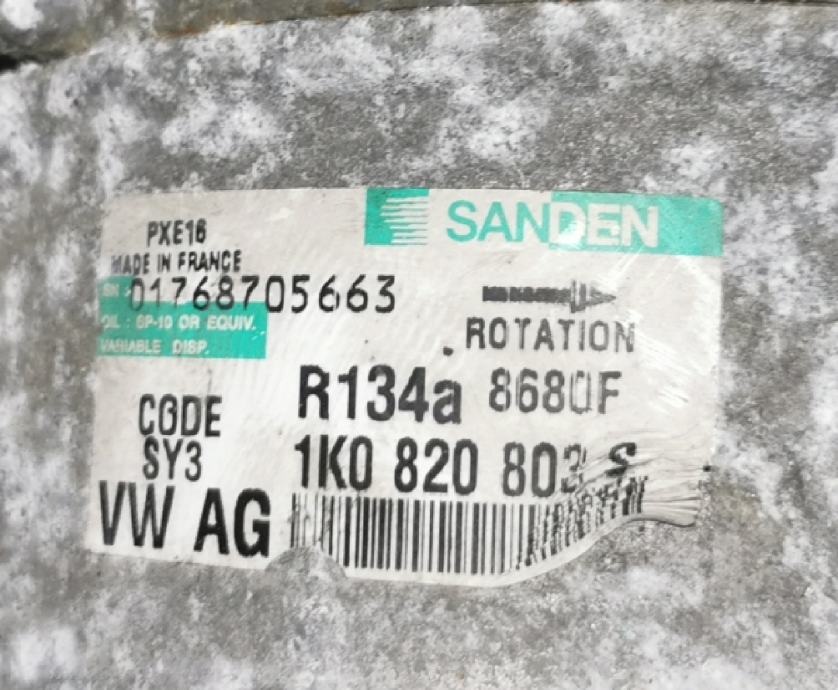 SANDEN
PXE16
MADE IN FRANCE
SN : 01768705663
OIL : SP-10 OR EQUIV.
VARIABLE DISP.
ROTATION
R134a 8680F
CODE
SY3
1K0 820 803 S
VW AG